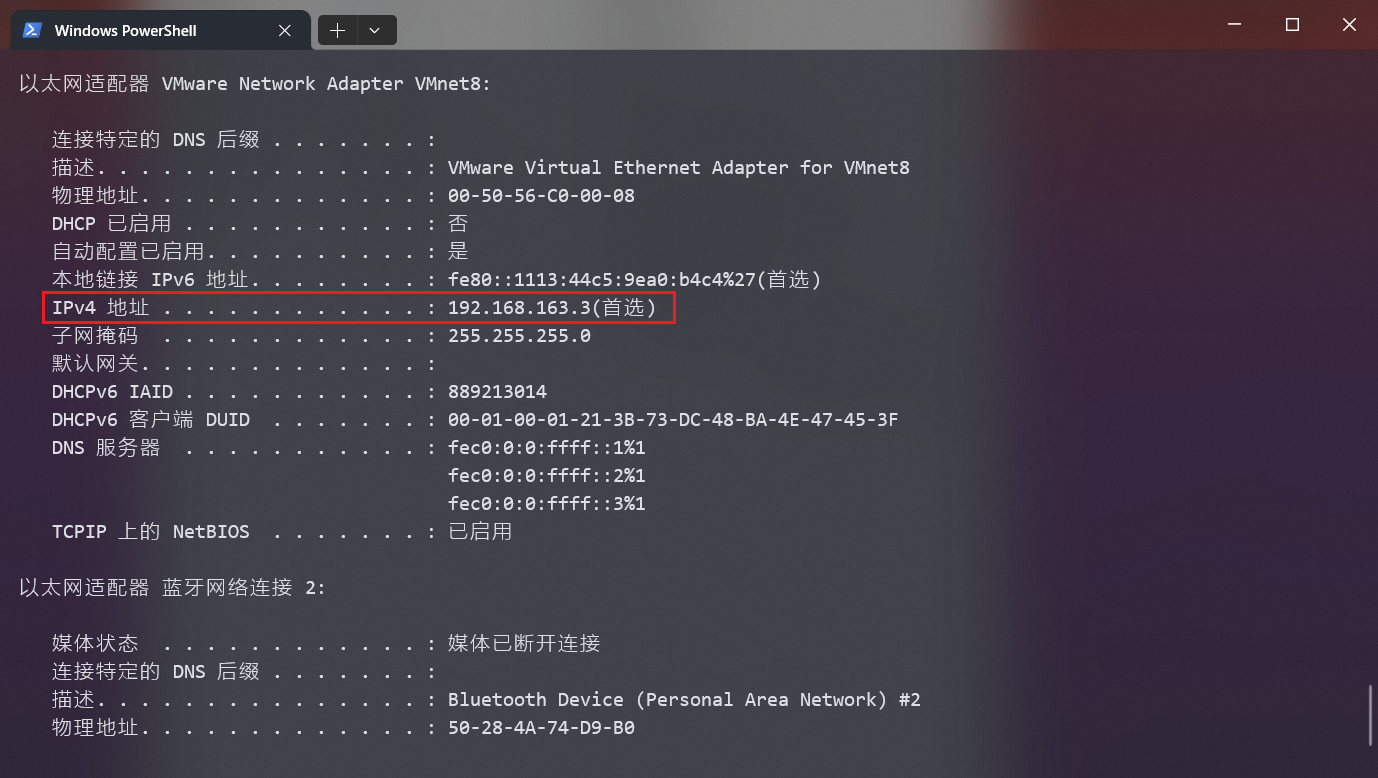 Windows PowerShell
以太网适配器 VMware Network Adapter VMnet8:
连接特定的 DNS 后缀 . . . . . . . :
描述. . . . . . . . . . . . . . . : VMware Virtual Ethernet Adapter for VMnet8
物理地址. . . . . . . . . . . . . : 00-50-56-C0-00-08
DHCP 已启用 . . . . . . . . . . . : 否
自动配置已启用. . . . . . . . . . : 是
本地链接 IPv6 地址. . . . . . . . : fe80::1113:44c5:9ea0:b4c4%27(首选)
IPv4 地址 . . . . . . . . . . . . : 192.168.163.3(首选)
子网掩码  . . . . . . . . . . . . : 255.255.255.0
默认网关. . . . . . . . . . . . . :
DHCPv6 IAID . . . . . . . . . . . : 889213014
DHCPv6 客户端 DUID  . . . . . . . : 00-01-00-01-21-3B-73-DC-48-BA-4E-47-45-3F
DNS 服务器  . . . . . . . . . . . : fec0:0:0:ffff::1%1
fec0:0:0:ffff::2%1
fec0:0:0:ffff::3%1
TCPIP 上的 NetBIOS  . . . . . . . : 已启用
以太网适配器 蓝牙网络连接 2:
媒体状态  . . . . . . . . . . . . : 媒体已断开连接
连接特定的 DNS 后缀 . . . . . . . :
描述. . . . . . . . . . . . . . . : Bluetooth Device (Personal Area Network) #2
物理地址. . . . . . . . . . . . . : 50-28-4A-74-D9-B0